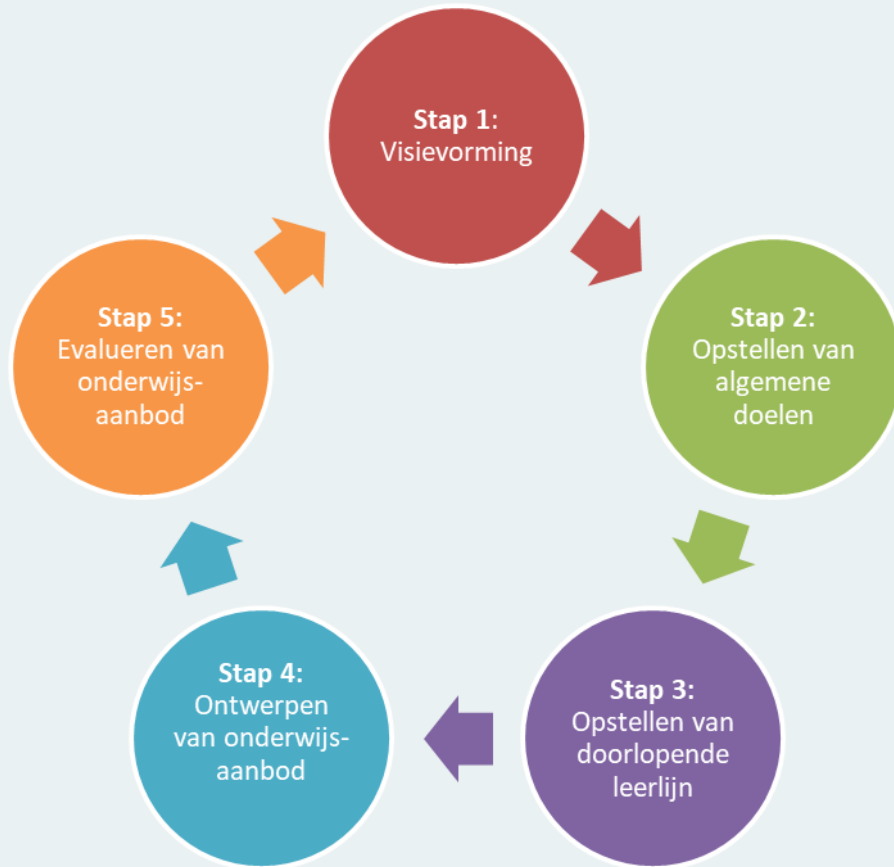 Stap 1:
Visievorming
Stap 2:
Opstellen van
algemene
doelen
Stap 3:
Opstellen van
doorlopende
leerlijn
Stap 4:
Ontwerpen
van onderwijs-
aanbod
Stap 5:
Evalueren van
onderwijs-
aanbod